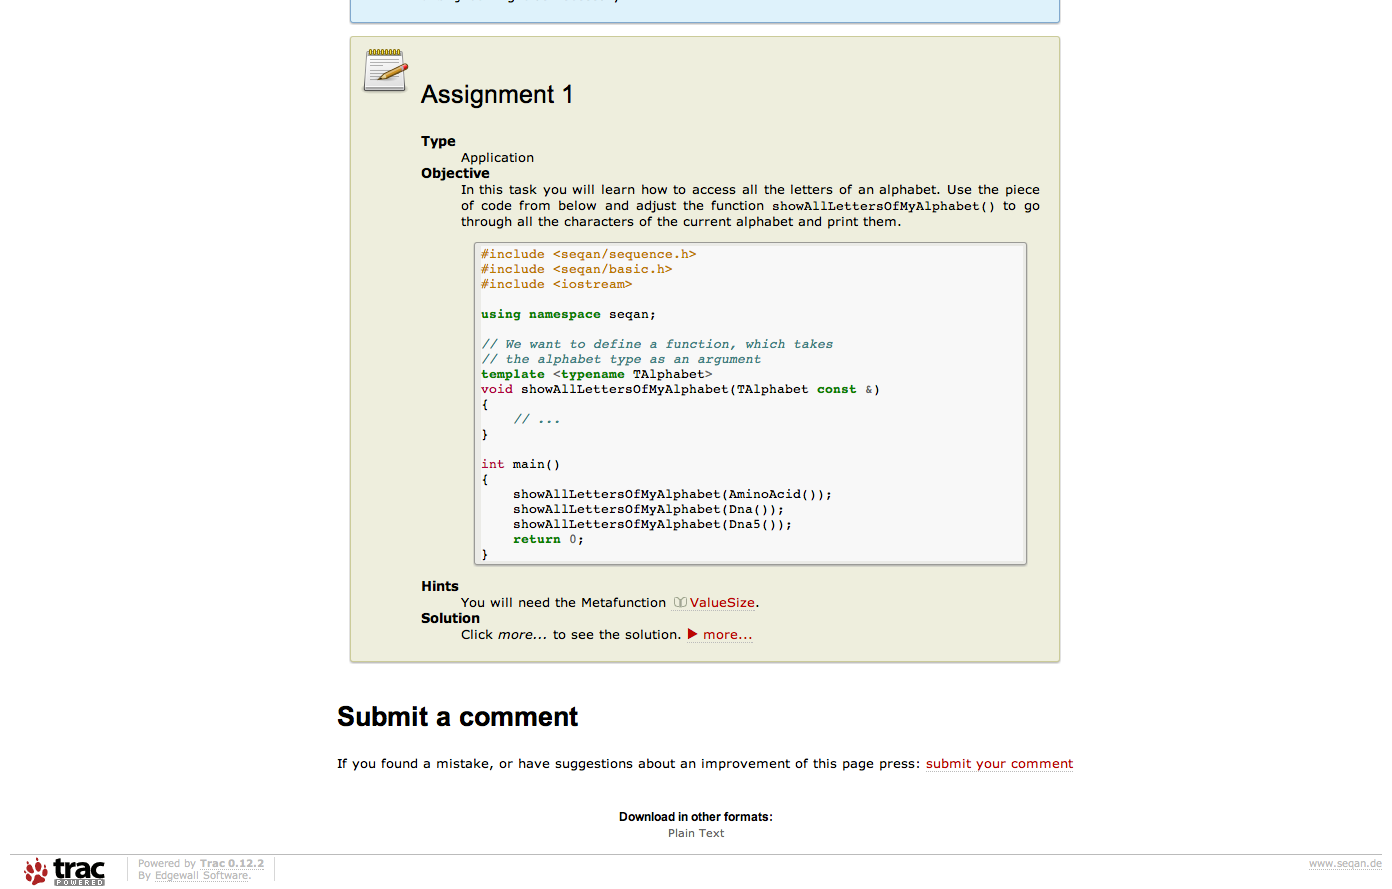 Assignment 1
Type
Application
Objective
In this task you will learn how to access all the letters of an alphabet. Use the piece
of code from below and adjust the function showAllLettersOfMyAlphabet() to go
through all the characters of the current alphabet and print them.
#include <seqan/sequence.h>
#include <seqan/basic.h>
#include <iostream>
using namespace seqan;
// We want to define a function, which takes
// the alphabet type as an argument
template <typename TAlphabet>
void showAllLettersOfMyAlphabet(TAlphabet const &)
{
// ...
}
int main()
{
showAllLettersOfMyAlphabet(AminoAcid());
showAllLettersOfMyAlphabet(Dna());
showAllLettersOfMyAlphabet(Dna5());
return 0;
}
Hints
You will need the Metafunction ValueSize.
Solution
Click more... to see the solution. more...
Submit a comment
If you found a mistake, or have suggestions about an improvement of this page press: submit your comment
Download in other formats:
Plain Text
trac
POWERED
Powered by Trac 0.12.2
By Edgewall Software.
www.seqan.de